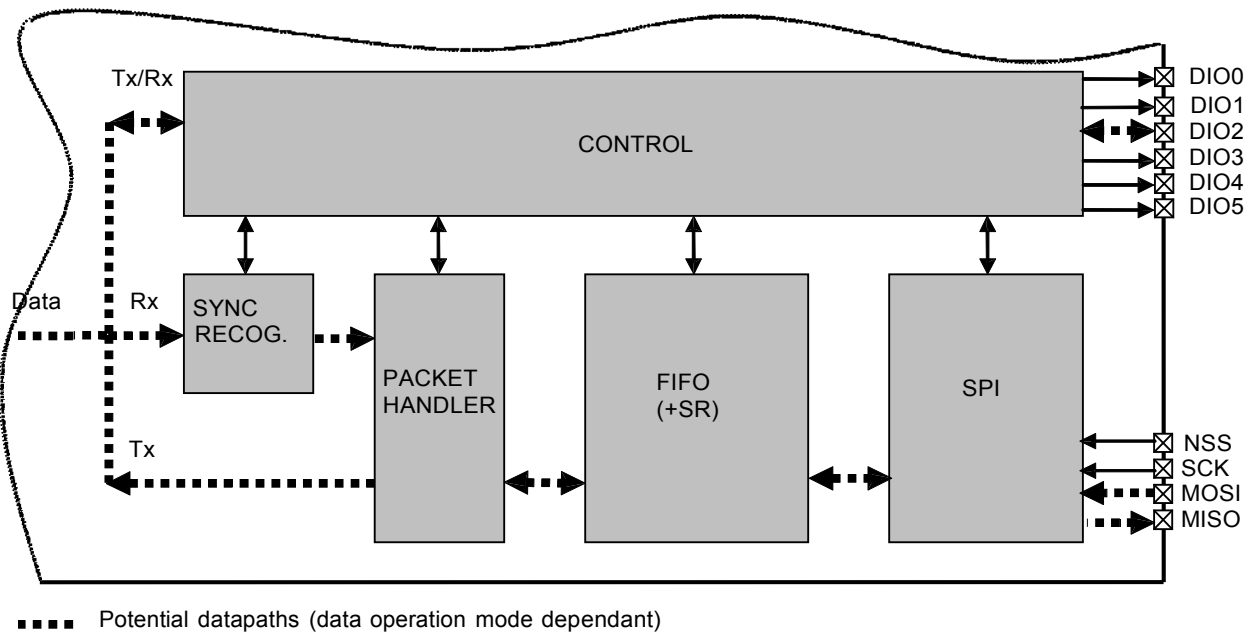 Tx/Rx
CONTROL
DIO0
DIO1
DIO2
DIO3
DIO4
DIO5
Data
Rx
SYNC
RECOG.
PACKET
HANDLER
FIFO
(+SR)
SPI
Tx
NSS
SCK
MOSI
MISO
Potential datapaths (data operation mode dependant)